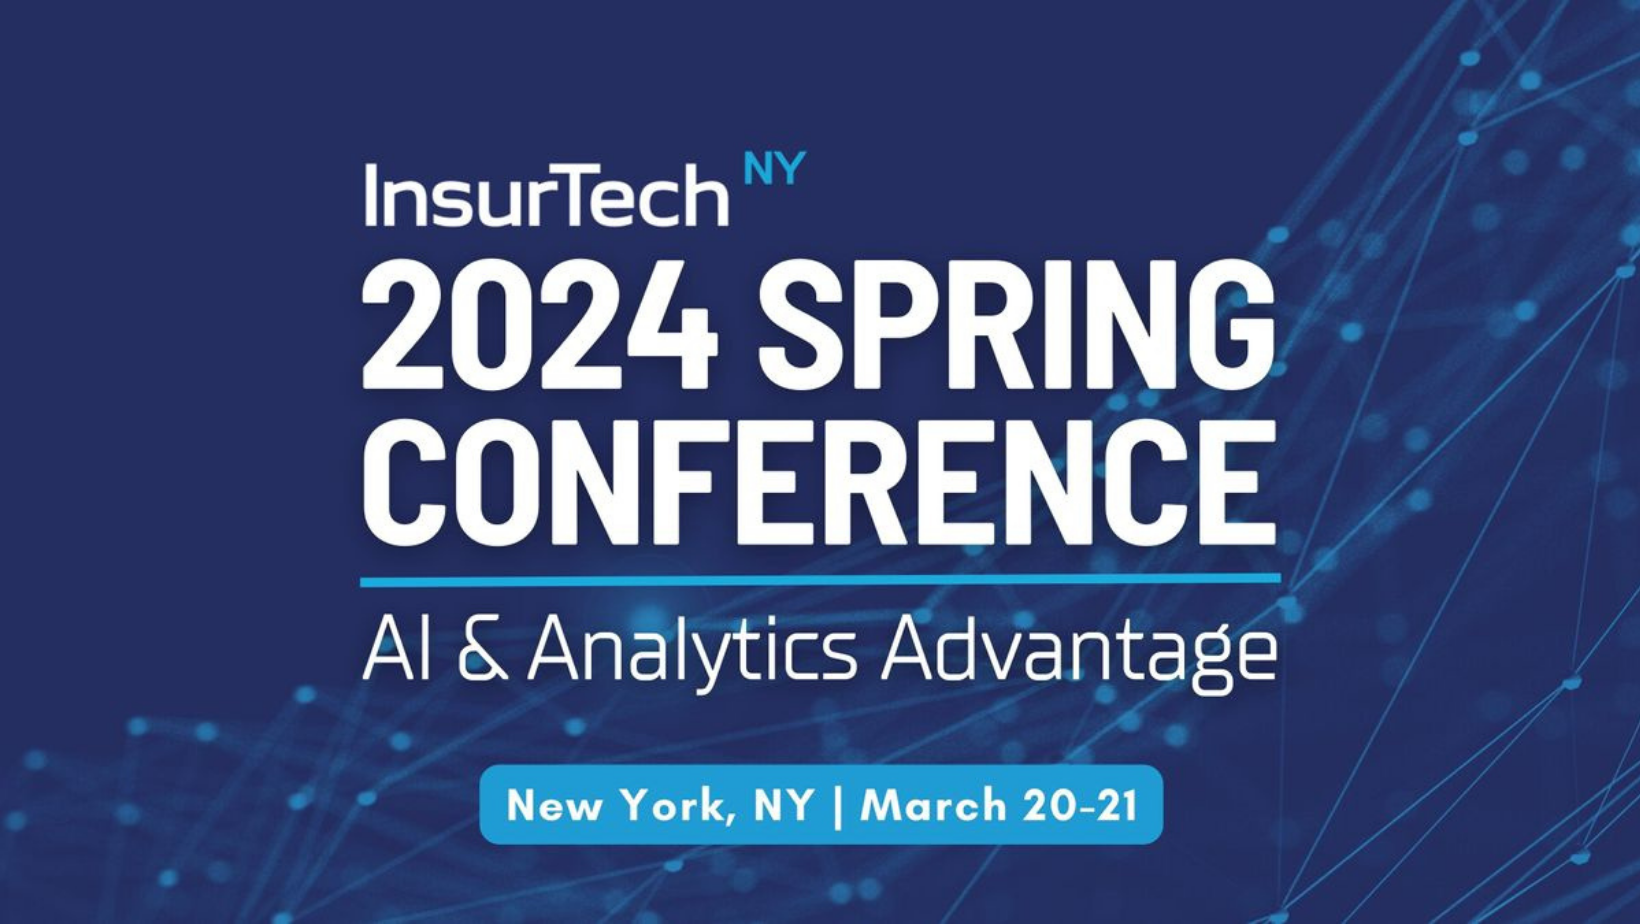 InsurTech NY
2024 SPRING
CONFERENCE
AI & Analytics Advantage
New York, NY | March 20-21